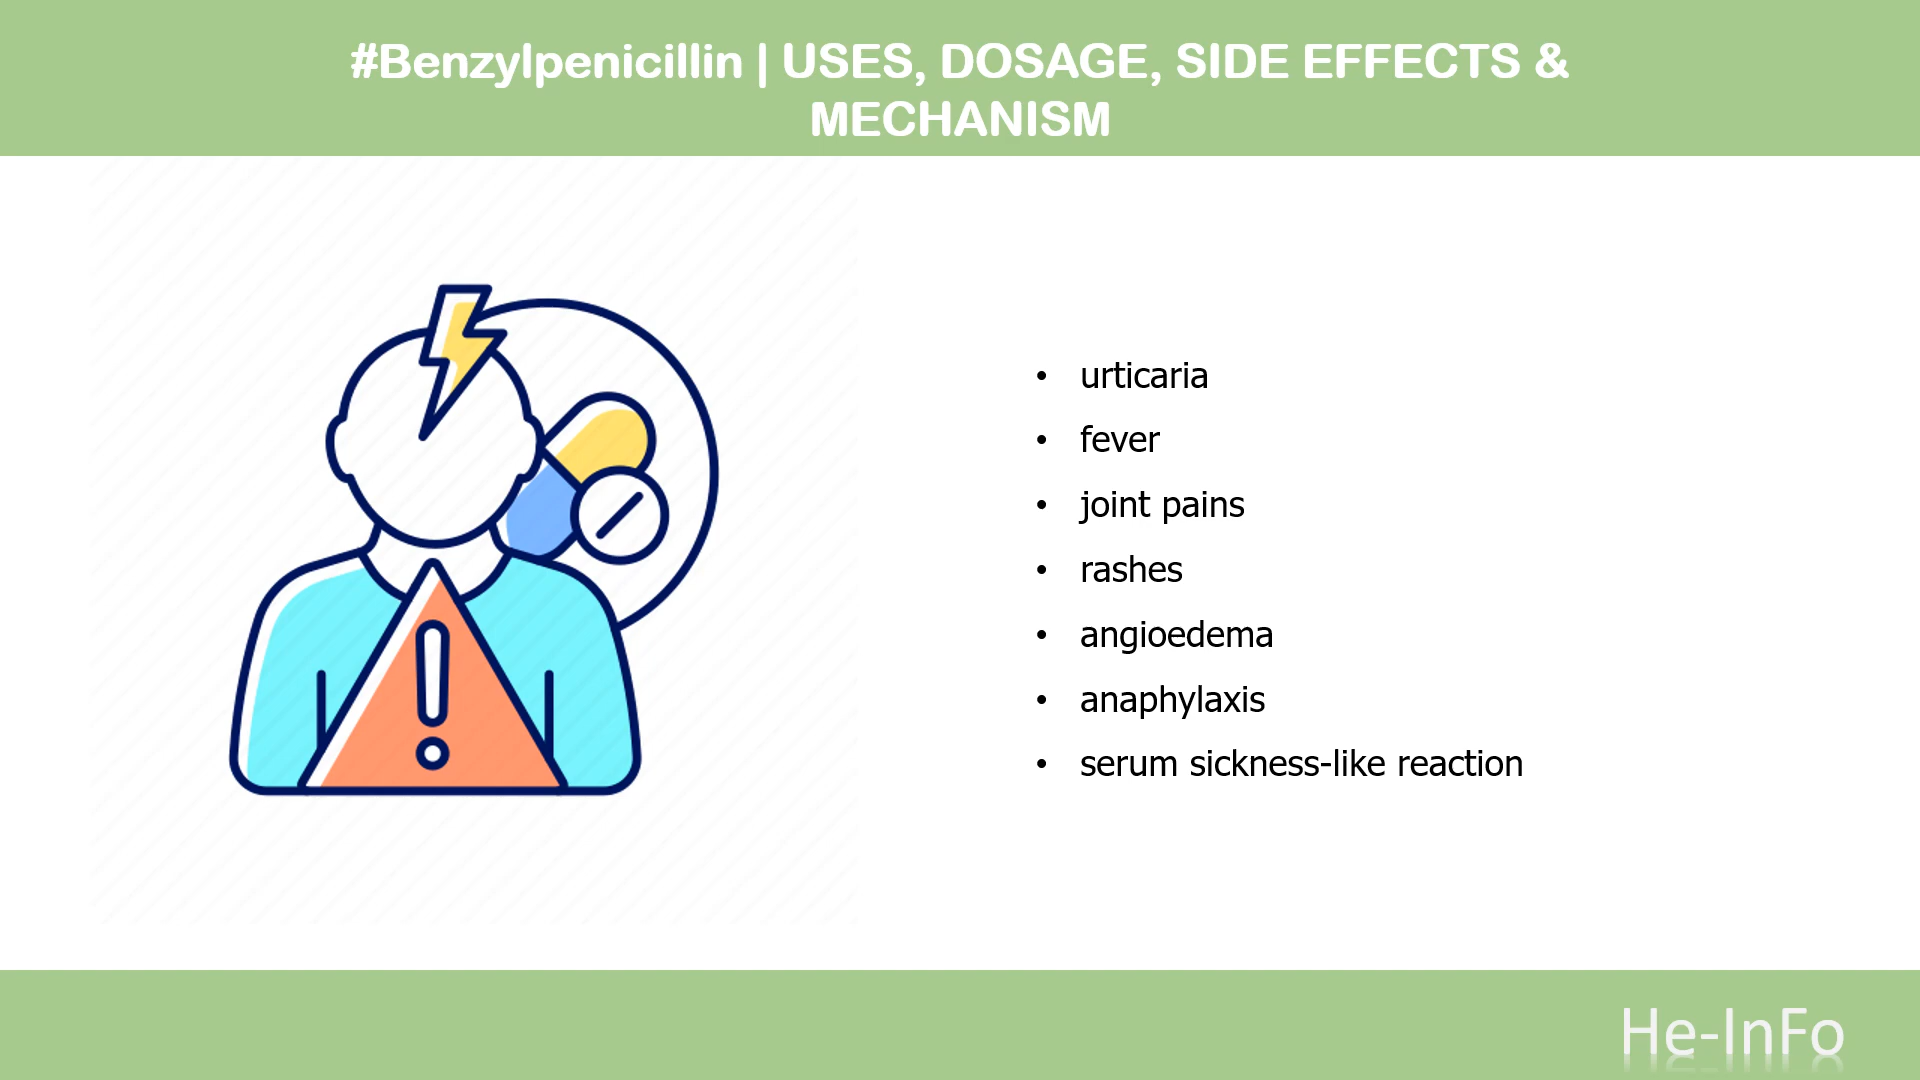 #Benzylpenicillin | USES, DOSAGE, SIDE EFFECTS &
MECHANISM
• urticaria
• fever
• joint pains
• rashes
• angioedema
• anaphylaxis
• serum sickness-like reaction
He-InFo